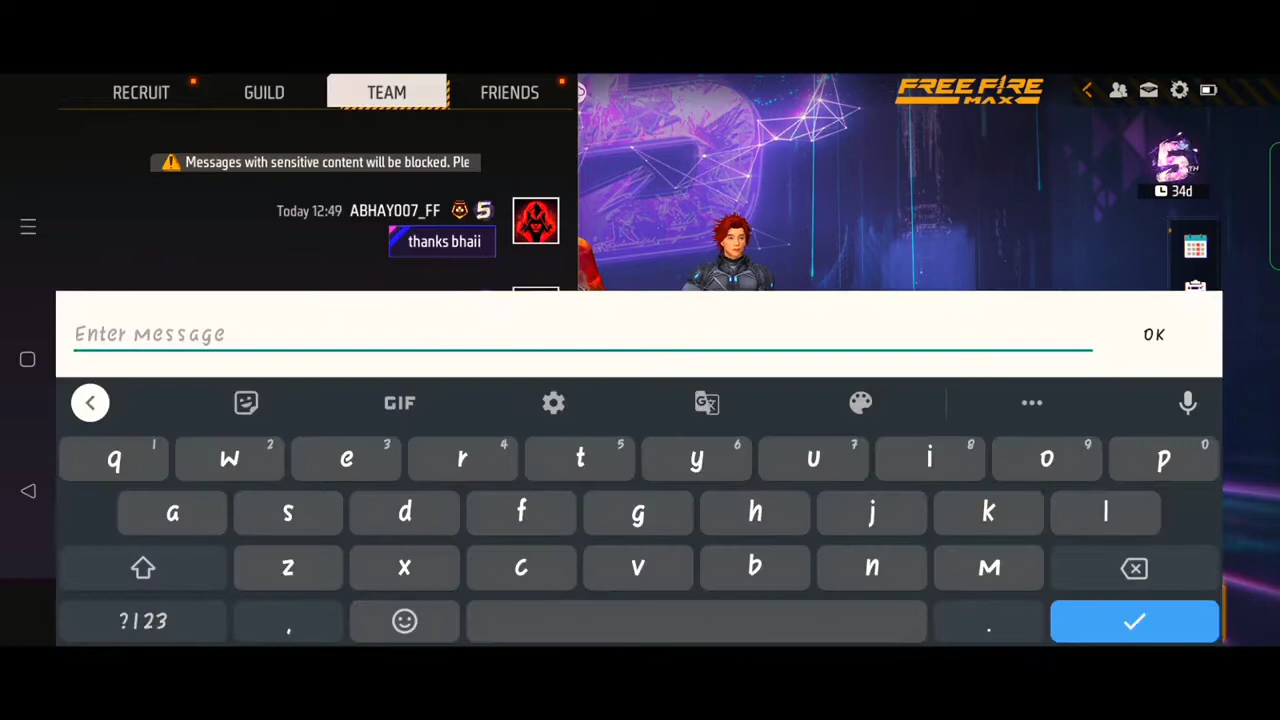 RECRUIT GUILD TEAM FRIENDS
FREE FIRE
MAX
Messages with sensitive content will be blocked. Ple
5TH
34d
Today 12:49 ABHAY007_FF 5
thanks bhaii
Enter message OK
GIF
q 1 w 2 e 3 r 4 t 5 y 6 u 7 i 8 o 9 p 0
a s d f g h j k l
z x c v b n m
?123 , .